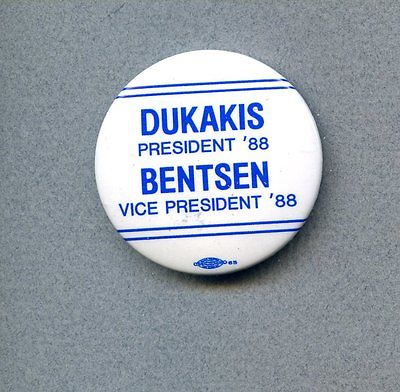 DUKAKIS
PRESIDENT '88
BENTSEN
VICE PRESIDENT '88